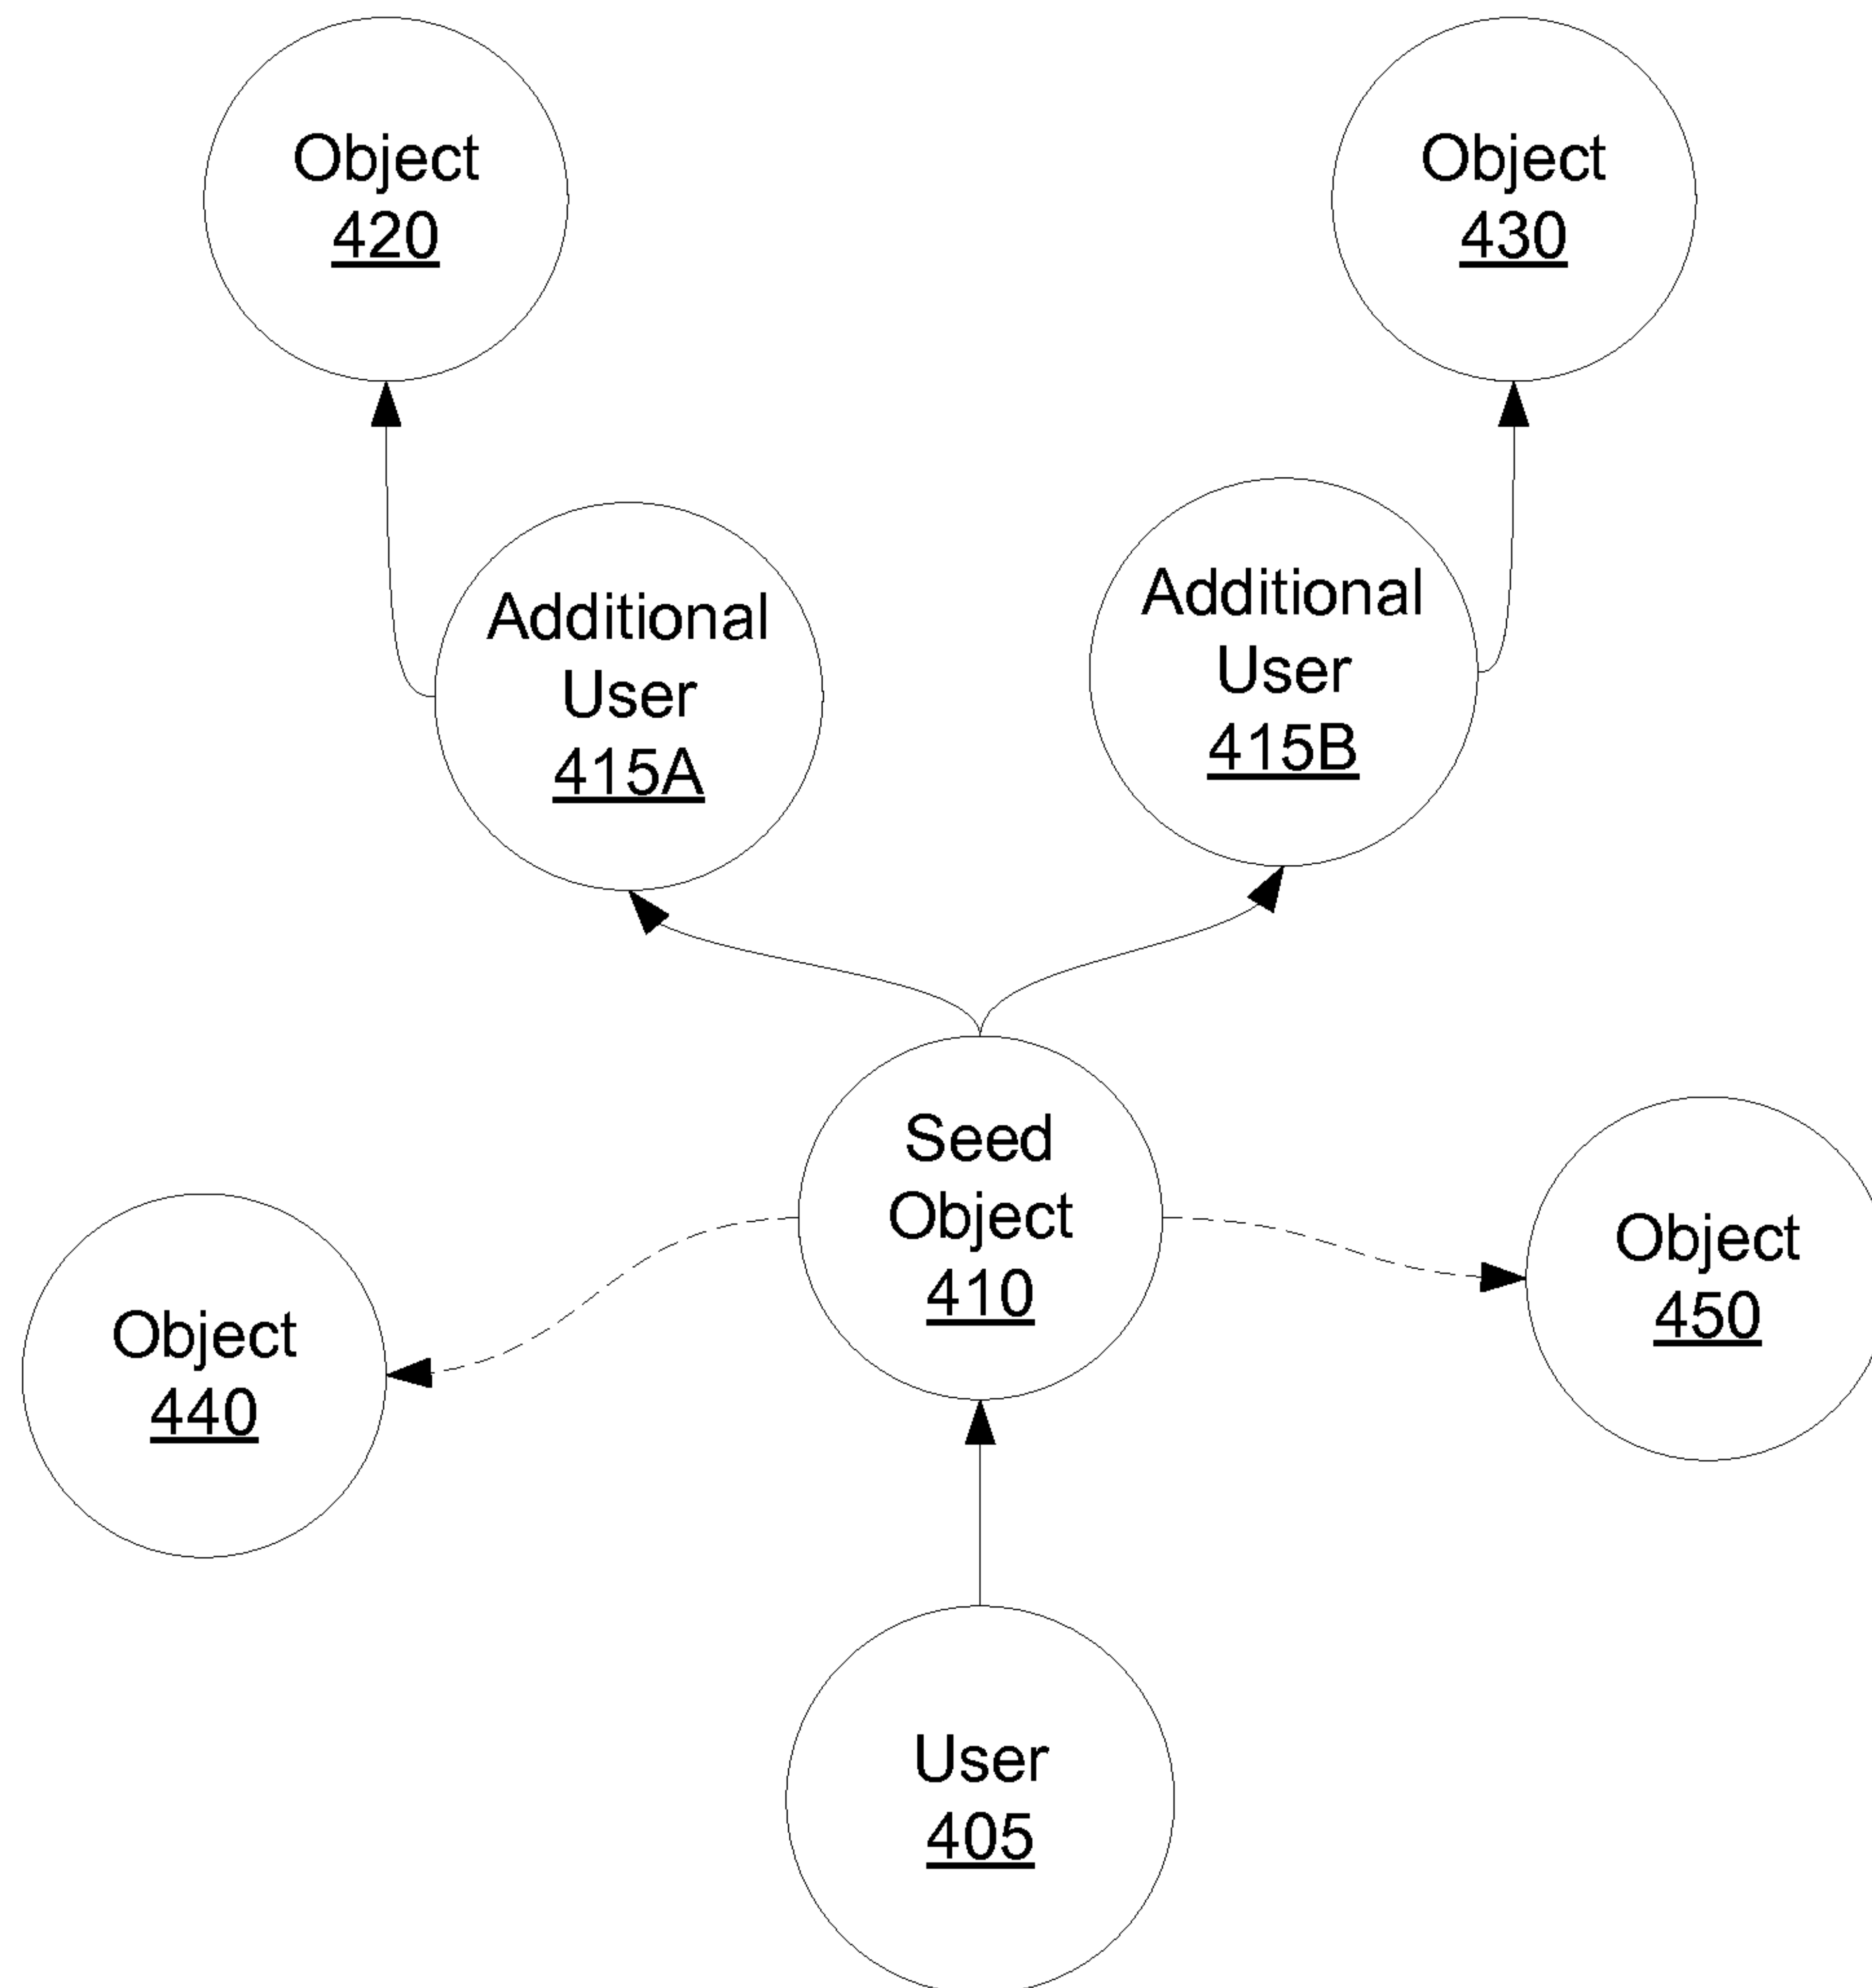 Object
420
Object
430
Additional
User
415A
Additional
User
415B
Seed
Object
410
Object
440
Object
450
User
405